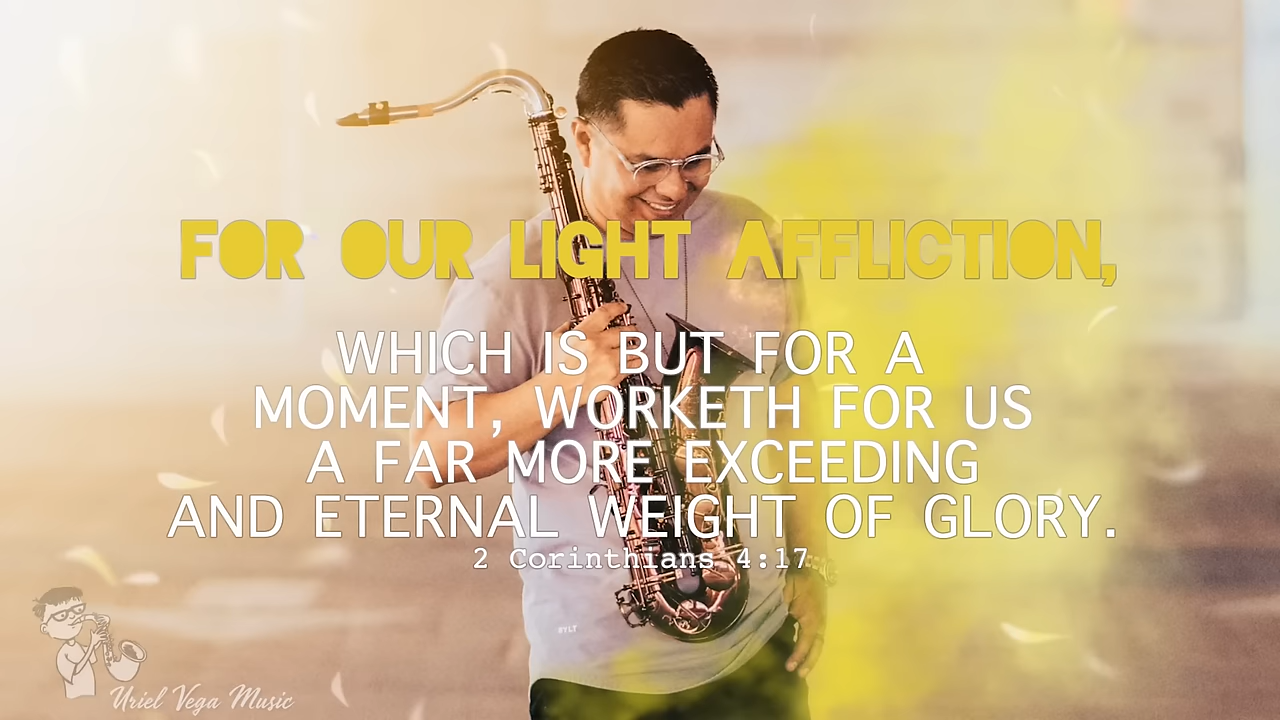 FOR OUR LIGHT AFFLICTION,
WHICH IS BUT FOR A
MOMENT, WORKETH FOR US
A FAR MORE EXCEEDING
AND ETERNAL WEIGHT OF GLORY.
2 Corinthians 4:17
SYLT
Uriel Vega Music